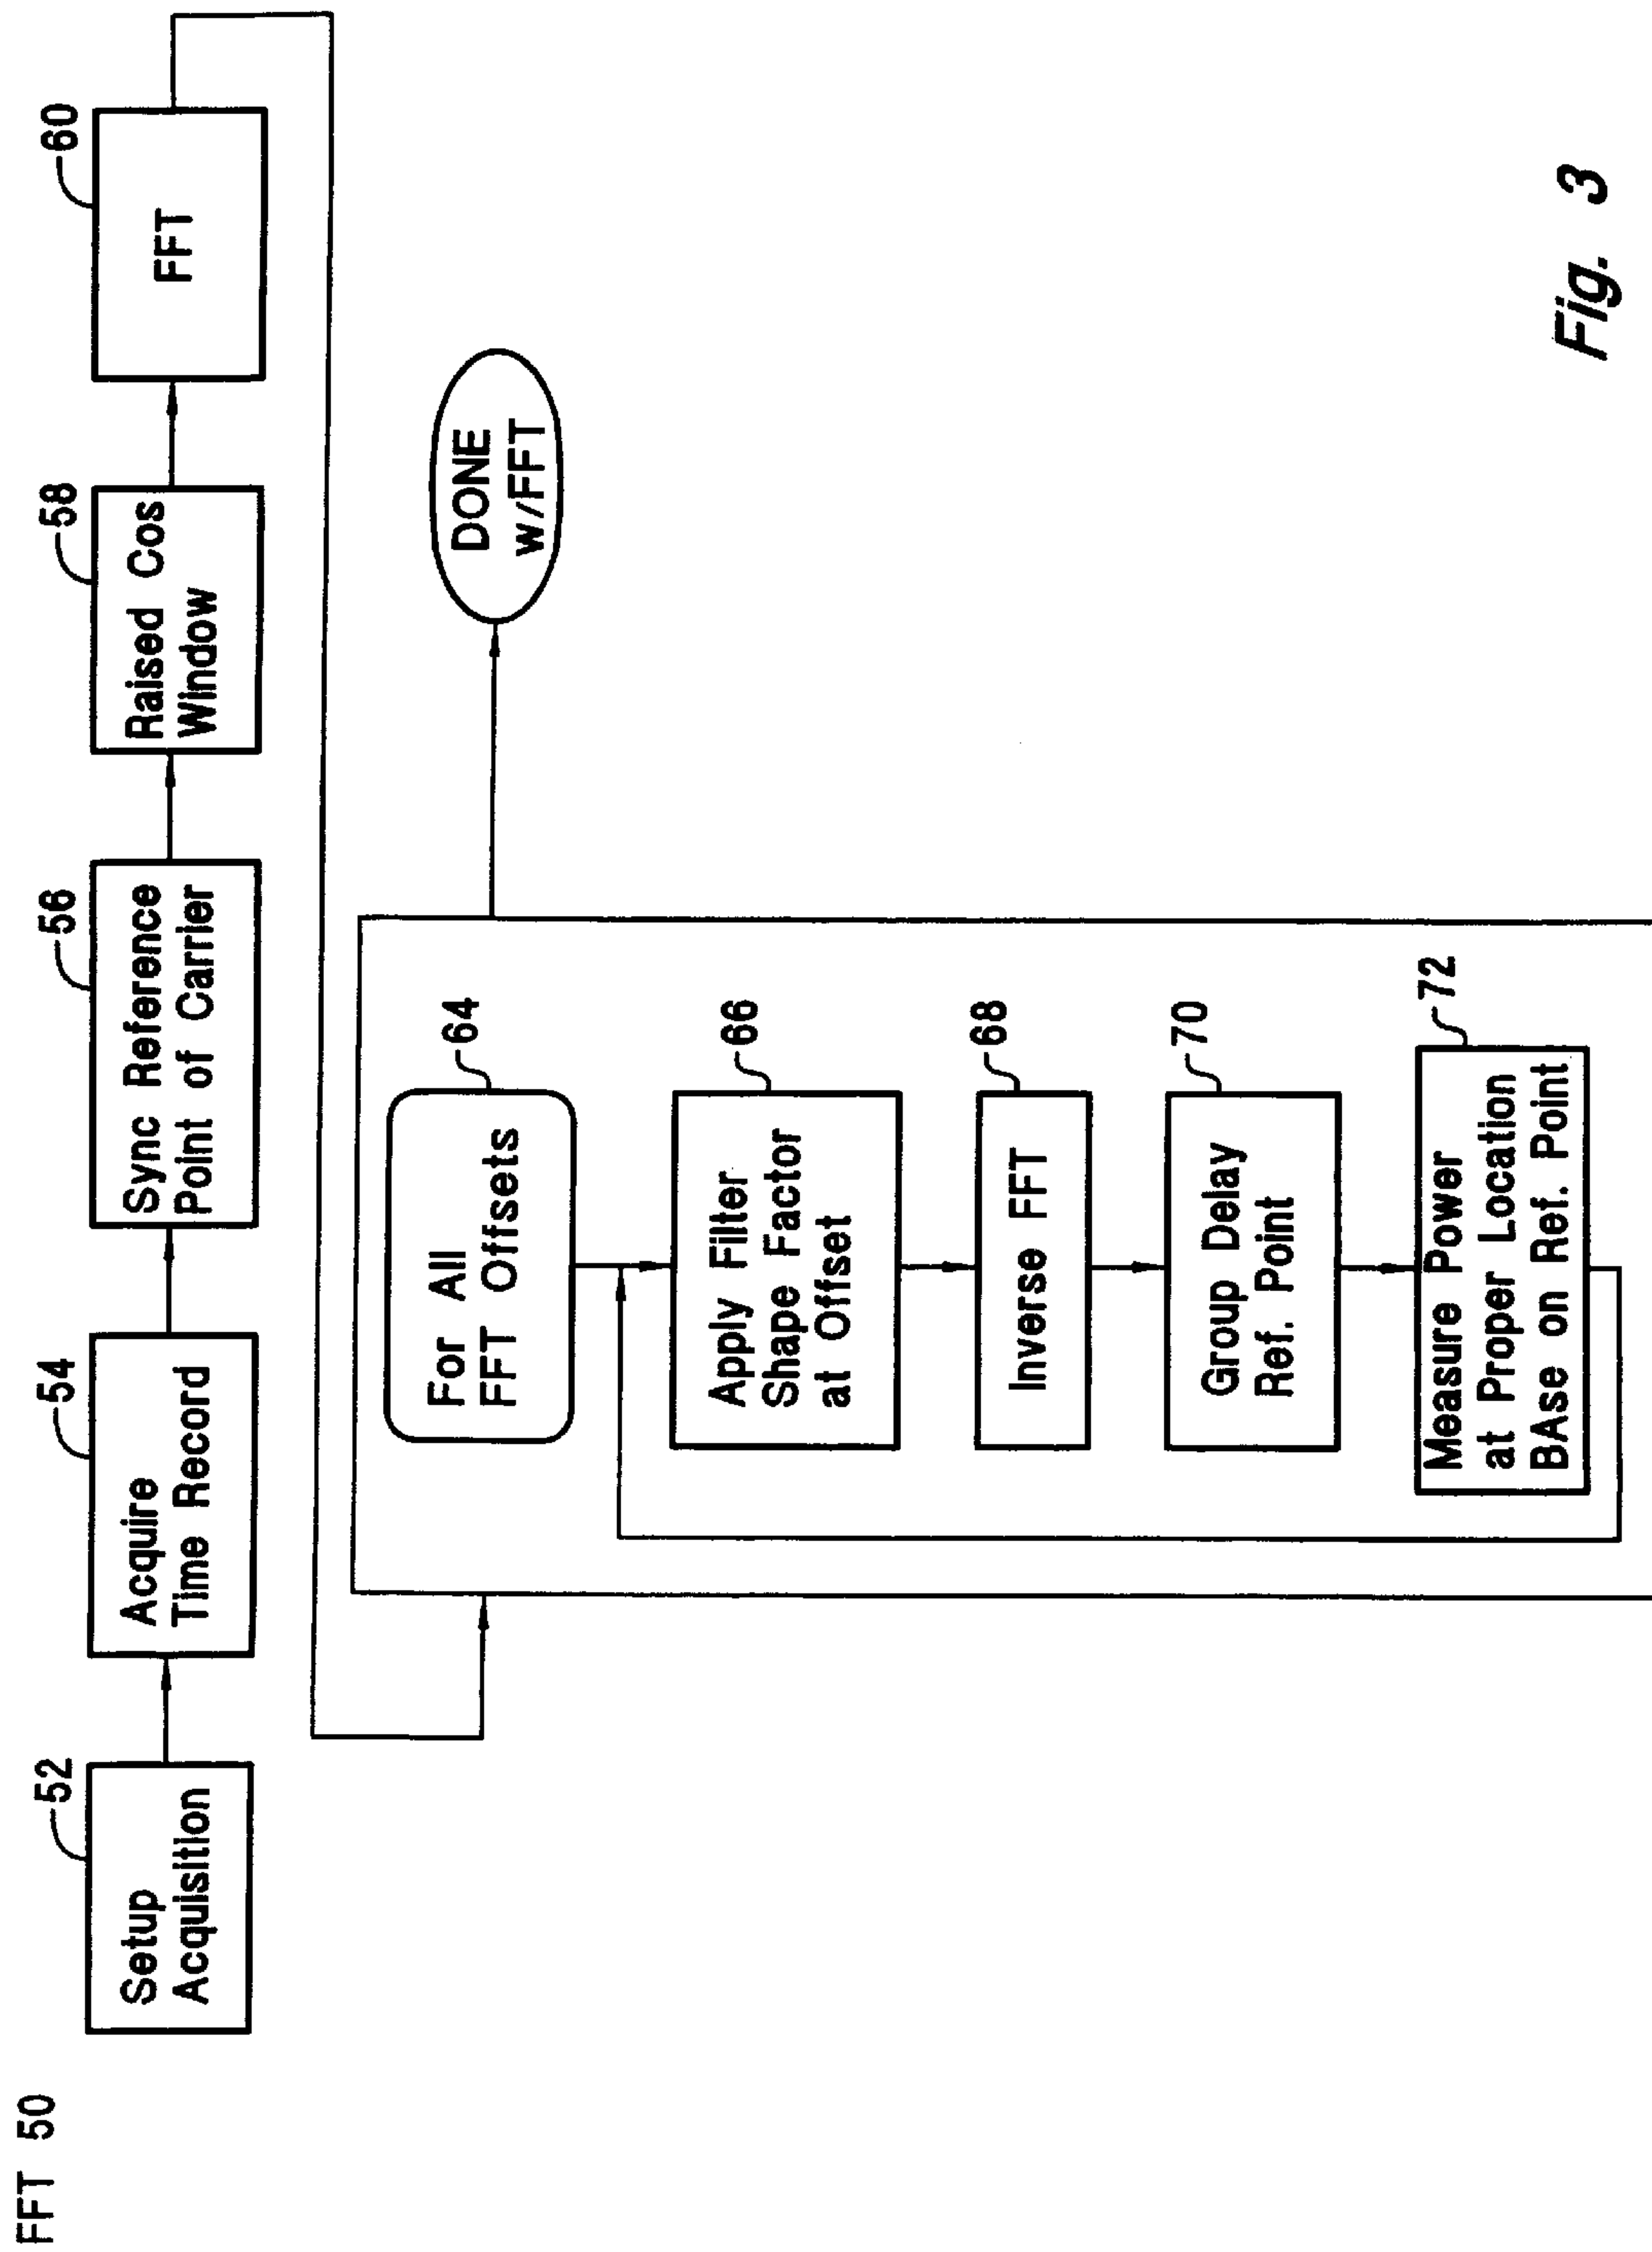 FFT 50
52
Setup
Acquisition
54
Acquire
Time Record
56
Sync Reference
Point of Carrier
58
Raised Cos
Window
60
FFT
64
For All
FFT Offsets
66
Apply Filter
Shape Factor
at Offset
68
Inverse FFT
70
Group Delay
Ref. Point
72
Measure Power
at Proper Location
BAse on Ref. Point
DONE
w/FFT
Fig. 3